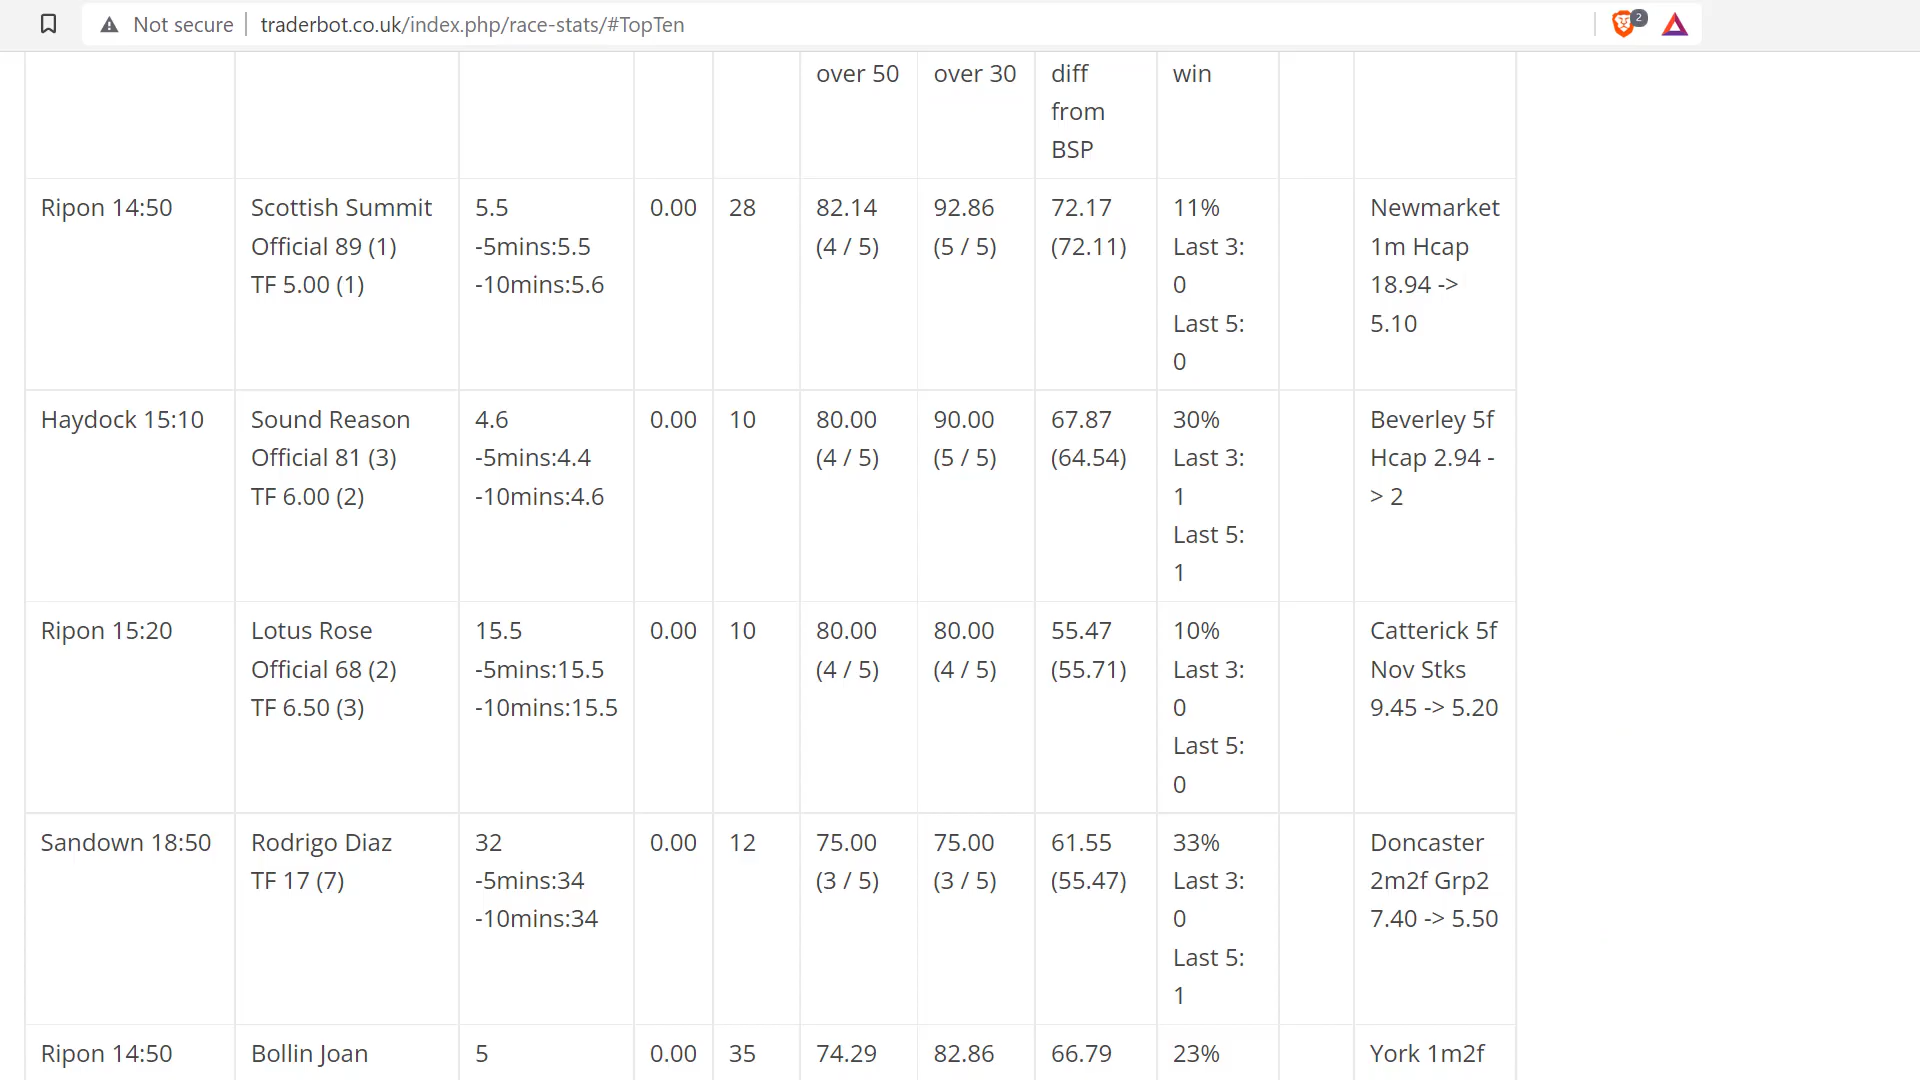 Not secure traderbot.co.uk/index.php/race-stats/#TopTen 2
over 50 over 30 diff from BSP win
Ripon 14:50
Scottish Summit
Official 89 (1)
TF 5.00 (1)
5.5
-5mins:5.5
-10mins:5.6
0.00
28
82.14
(4 / 5)
92.86
(5 / 5)
72.17
(72.11)
11%
Last 3:
0
Last 5:
0
Newmarket
1m Hcap
18.94 ->
5.10
Haydock 15:10
Sound Reason
Official 81 (3)
TF 6.00 (2)
4.6
-5mins:4.4
-10mins:4.6
0.00
10
80.00
(4 / 5)
90.00
(5 / 5)
67.87
(64.54)
30%
Last 3:
1
Last 5:
1
Beverley 5f
Hcap 2.94 -
> 2
Ripon 15:20
Lotus Rose
Official 68 (2)
TF 6.50 (3)
15.5
-5mins:15.5
-10mins:15.5
0.00
10
80.00
(4 / 5)
80.00
(4 / 5)
55.47
(55.71)
10%
Last 3:
0
Last 5:
0
Catterick 5f
Nov Stks
9.45 -> 5.20
Sandown 18:50
Rodrigo Diaz
TF 17 (7)
32
-5mins:34
-10mins:34
0.00
12
75.00
(3 / 5)
75.00
(3 / 5)
61.55
(55.47)
33%
Last 3:
0
Last 5:
1
Doncaster
2m2f Grp2
7.40 -> 5.50
Ripon 14:50
Bollin Joan
5
0.00
35
74.29
82.86
66.79
23%
York 1m2f